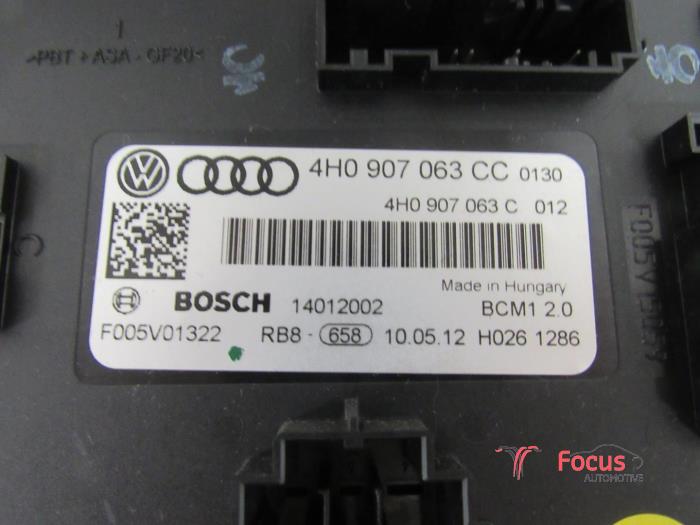 >PBT+ASA-GF20<
4H0 907 063 CC 0130
4H0 907 063 C 012
Made in Hungary
BOSCH 14012002 BCM1 2.0
F005V01322 RB8- 658 10.05.12 H026 1286
Focus
AUTOMOTIVE